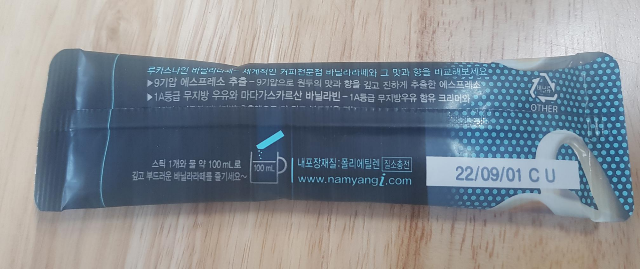 루카스나인 바닐라라떼- 세계적인 커피전문점 바닐라라떼와 그 맛과 향을 비교해보세요
▶9기압 에스프레소 추출 - 9기압으로 원두의 맛과 향을 깊고 진하게 추출한 에스프레소
▶1A등급 무지방 우유와 마다가스카르산 바닐라빈 - 1A등급 무지방우유 함유 크리머와
OTHER
스틱 1개와 물 약 100 mL로
깊고 부드러운 바닐라라떼를 즐기세요~
100 mL
내포장재질:폴리에틸렌 질소충전
www.namyangi.com
22/09/01 C U